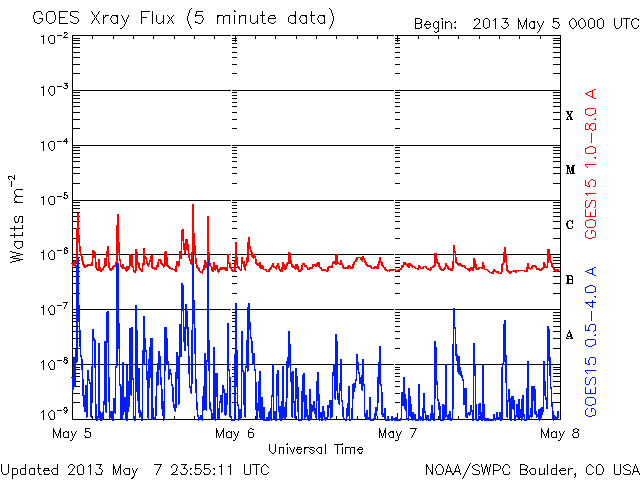 GOES Xray Flux (5 minute data)
Begin: 2013 May 5 0000 UTC
10⁻²
10⁻³
10⁻⁴
10⁻⁵
10⁻⁶
10⁻⁷
10⁻⁸
10⁻⁹
Watts m⁻²
X
M
C
B
A
GOES15 1.0-8.0 A
GOES15 0.5-4.0 A
May 5
May 6
May 7
May 8
Universal Time
Updated 2013 May 7 23:55:11 UTC
NOAA/SWPC Boulder, CO USA